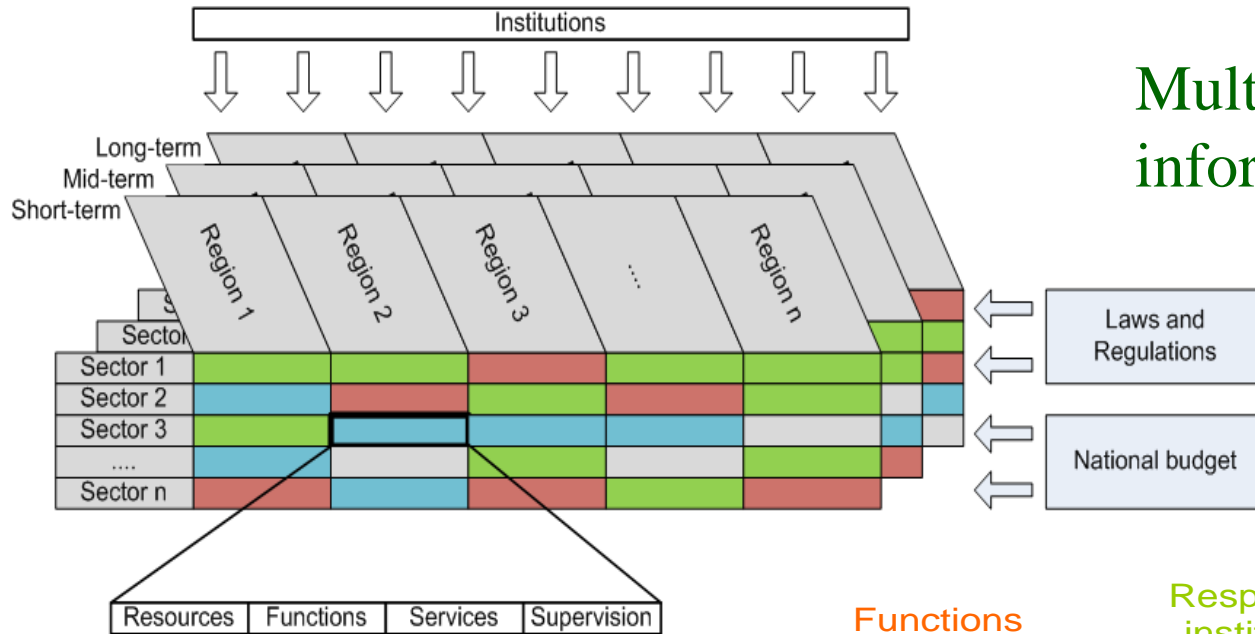 Institutions
Long-term
Mid-term
Short-term
Region 1
Region 2
Region 3
....
Region n
Sector
Sector 1
Sector 2
Sector 3
....
Sector n
Laws and
Regulations
National budget
Resources Functions Services Supervision
Functions